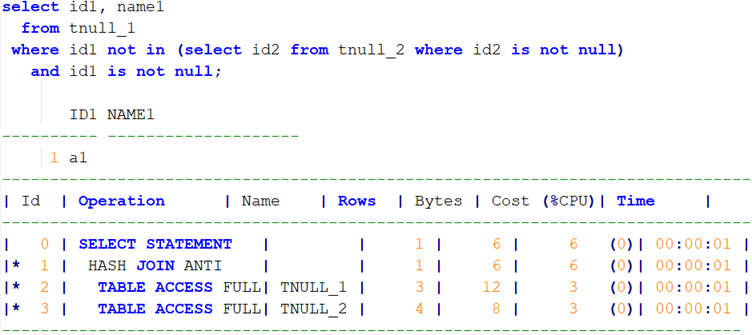 select id1, name1
  from tnull_1
 where id1 not in (select id2 from tnull_2 where id2 is not null)
   and id1 is not null;
       ID1 NAME1
---------- --------------------
         1 a1
-------------------------------------------------------------------------------
| Id  | Operation          | Name    | Rows  | Bytes | Cost (%CPU)| Time     |
-------------------------------------------------------------------------------
|   0 | SELECT STATEMENT   |         |     1 |     6 |     6   (0)| 00:00:01 |
|*  1 |  HASH JOIN ANTI    |         |     1 |     6 |     6   (0)| 00:00:01 |
|*  2 |   TABLE ACCESS FULL| TNULL_1 |     3 |    12 |     3   (0)| 00:00:01 |
|*  3 |   TABLE ACCESS FULL| TNULL_2 |     4 |     8 |     3   (0)| 00:00:01 |
-------------------------------------------------------------------------------